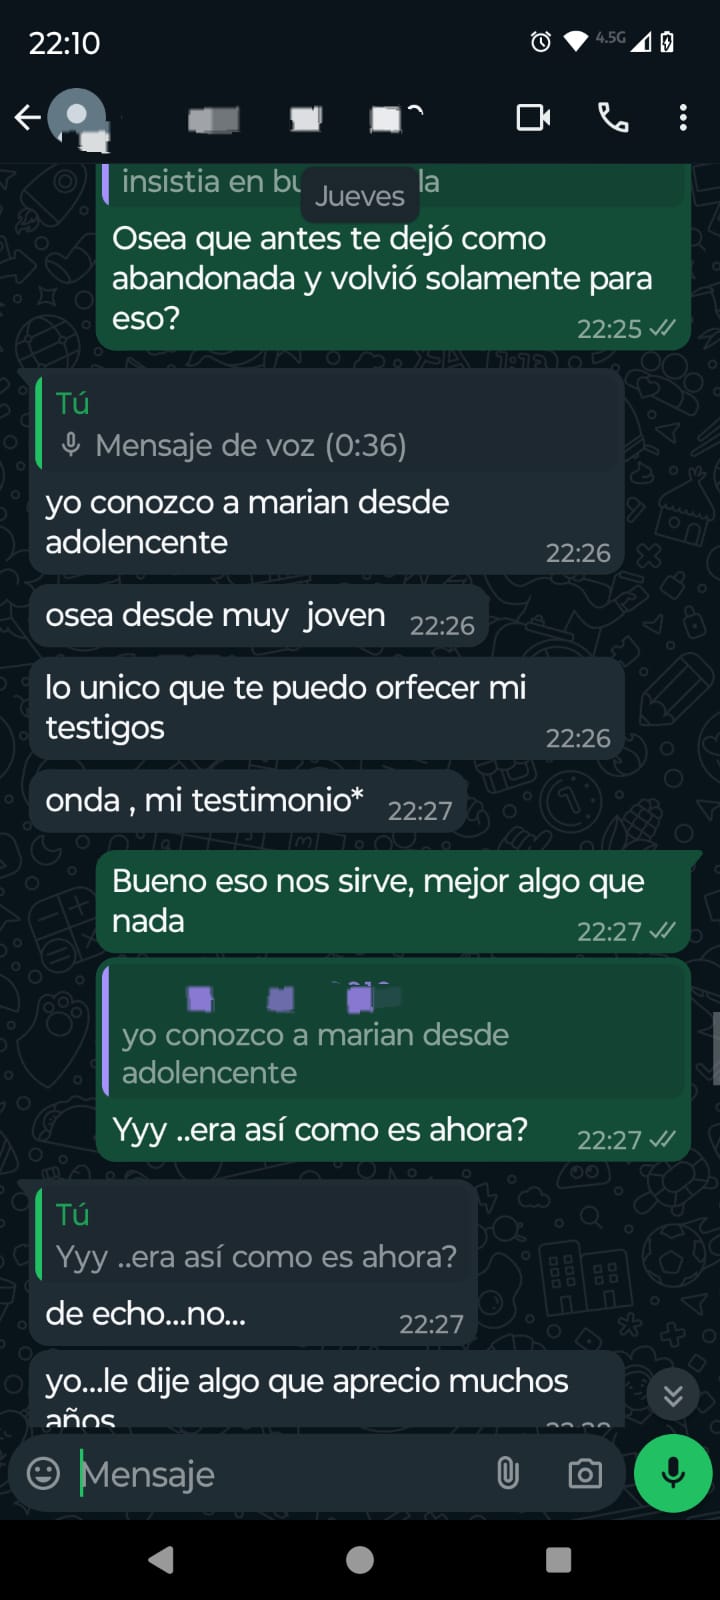 22:10
4.5G
insistia en bu
la
Jueves
Osea que antes te dejó como
abandonada y volvió solamente para
eso?
22:25
Tú
Mensaje de voz (0:36)
yo conozco a marian desde
adolencente
22:26
osea desde muy joven
22:26
lo unico que te puedo orfecer mi
testigos
22:26
onda , mi testimonio*
22:27
Bueno eso nos sirve, mejor algo que
nada
22:27
yo conozco a marian desde
adolencente
Yyy ..era así como es ahora?
22:27
Tú
Yyy ..era así como es ahora?
de echo...no...
22:27
yo...le dije algo que aprecio muchos
años
Mensaje